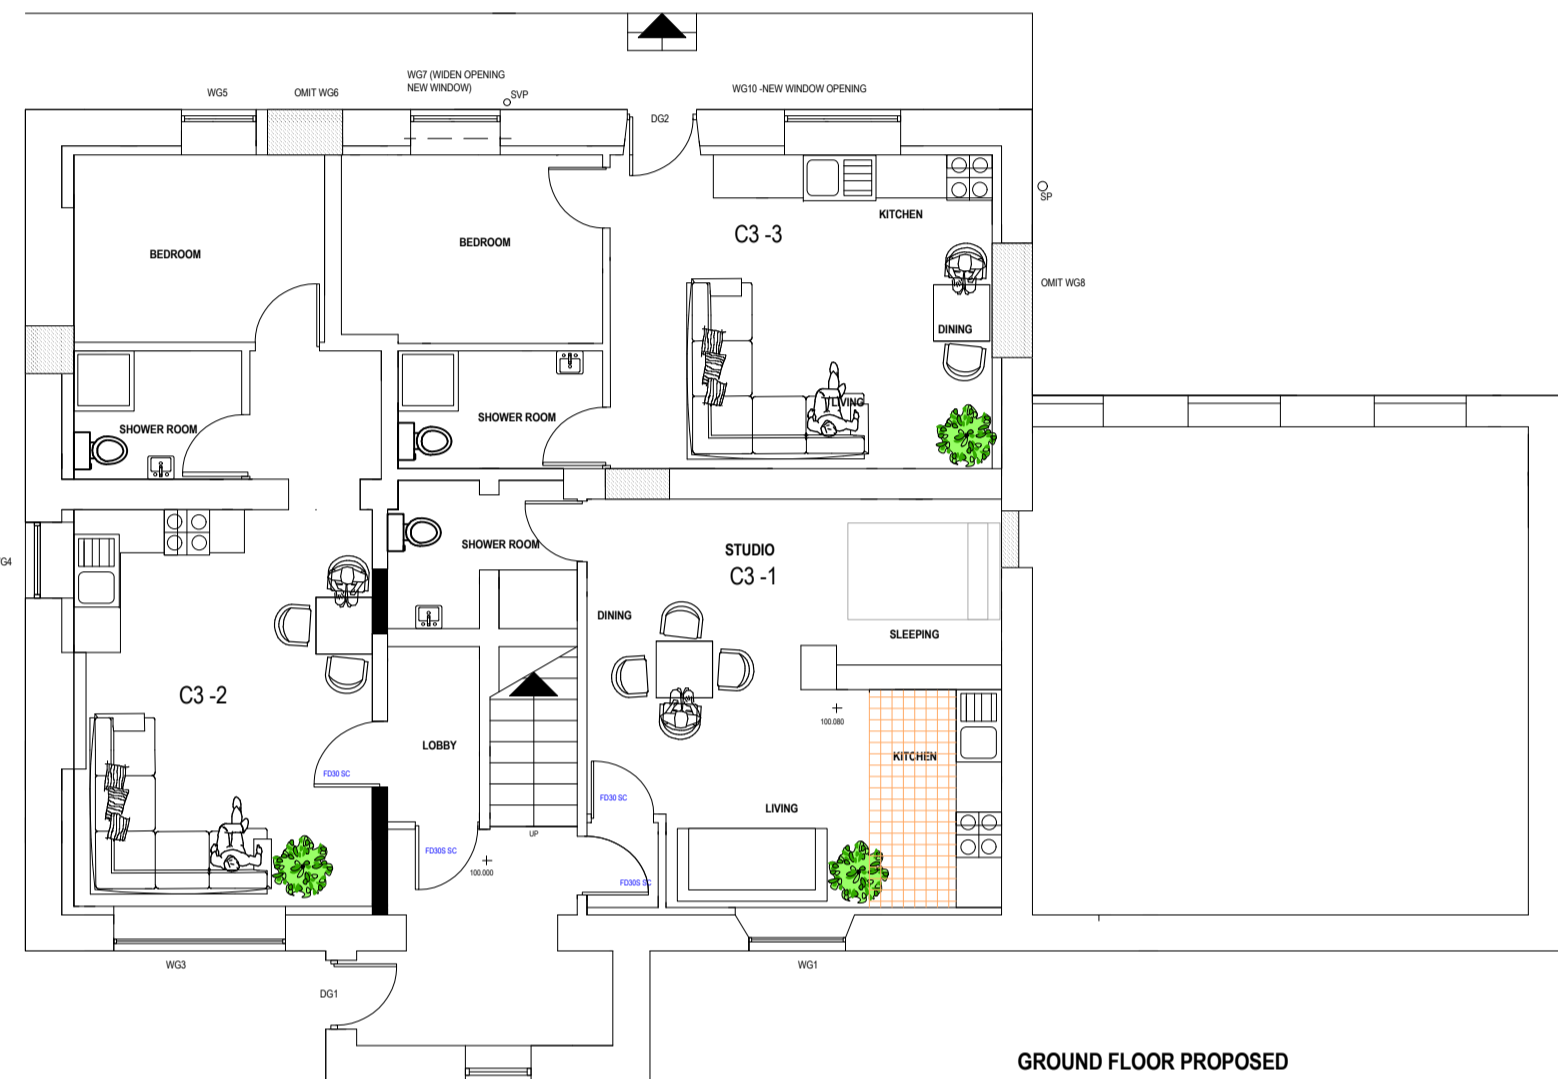 WG5
OMIT WG6
WG7 (WIDEN OPENING
NEW WINDOW)
SVP
DG2
WG10 -NEW WINDOW OPENING
SP
KITCHEN
C3 -3
BEDROOM
BEDROOM
OMIT WG8
DINING
LIVING
SHOWER ROOM
SHOWER ROOM
SHOWER ROOM
STUDIO
C3 -1
DINING
SLEEPING
C3 -2
100.080
LOBBY
KITCHEN
FD30 SC
FD30 SC
LIVING
UP
FD30S SC
100.000
FD30S SC
WG3
WG1
DG1
GROUND FLOOR PROPOSED